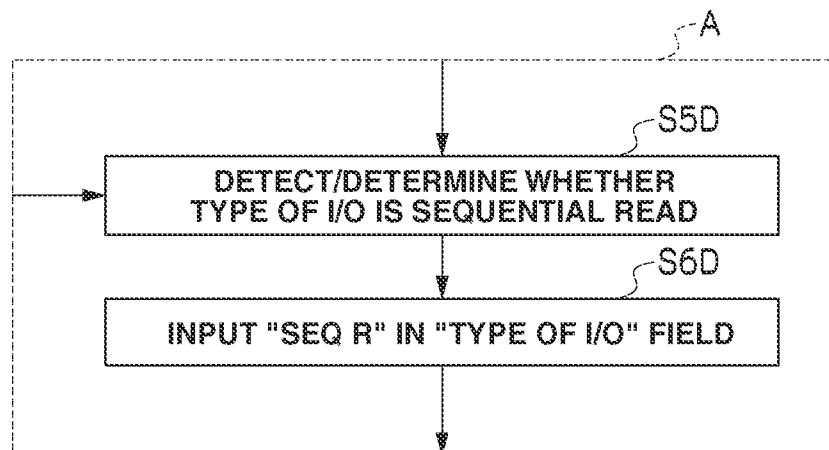 A
S5D
DETECT/DETERMINE WHETHER
TYPE OF I/O IS SEQUENTIAL READ
S6D
INPUT "SEQ R" IN "TYPE OF I/O" FIELD